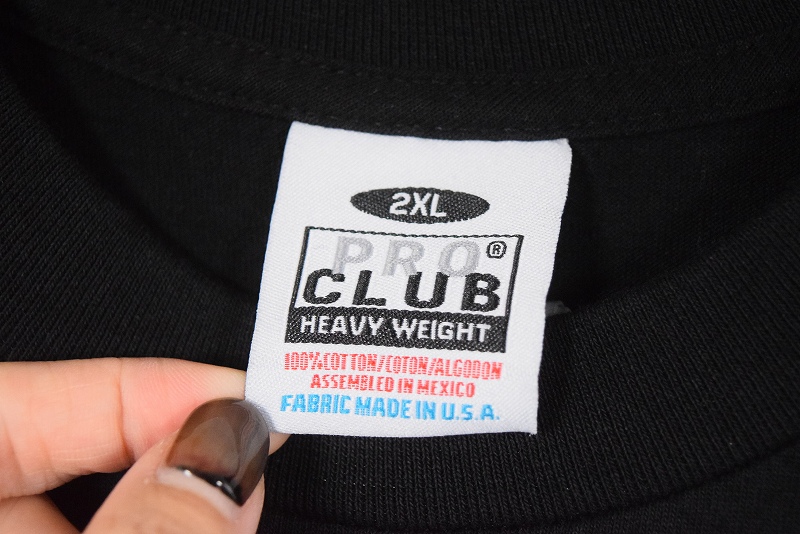 2XL
PRO®
CLUB
HEAVY WEIGHT
100%COTTON/COTON/ALGODON
ASSEMBLED IN MEXICO
FABRIC MADE IN U.S.A.